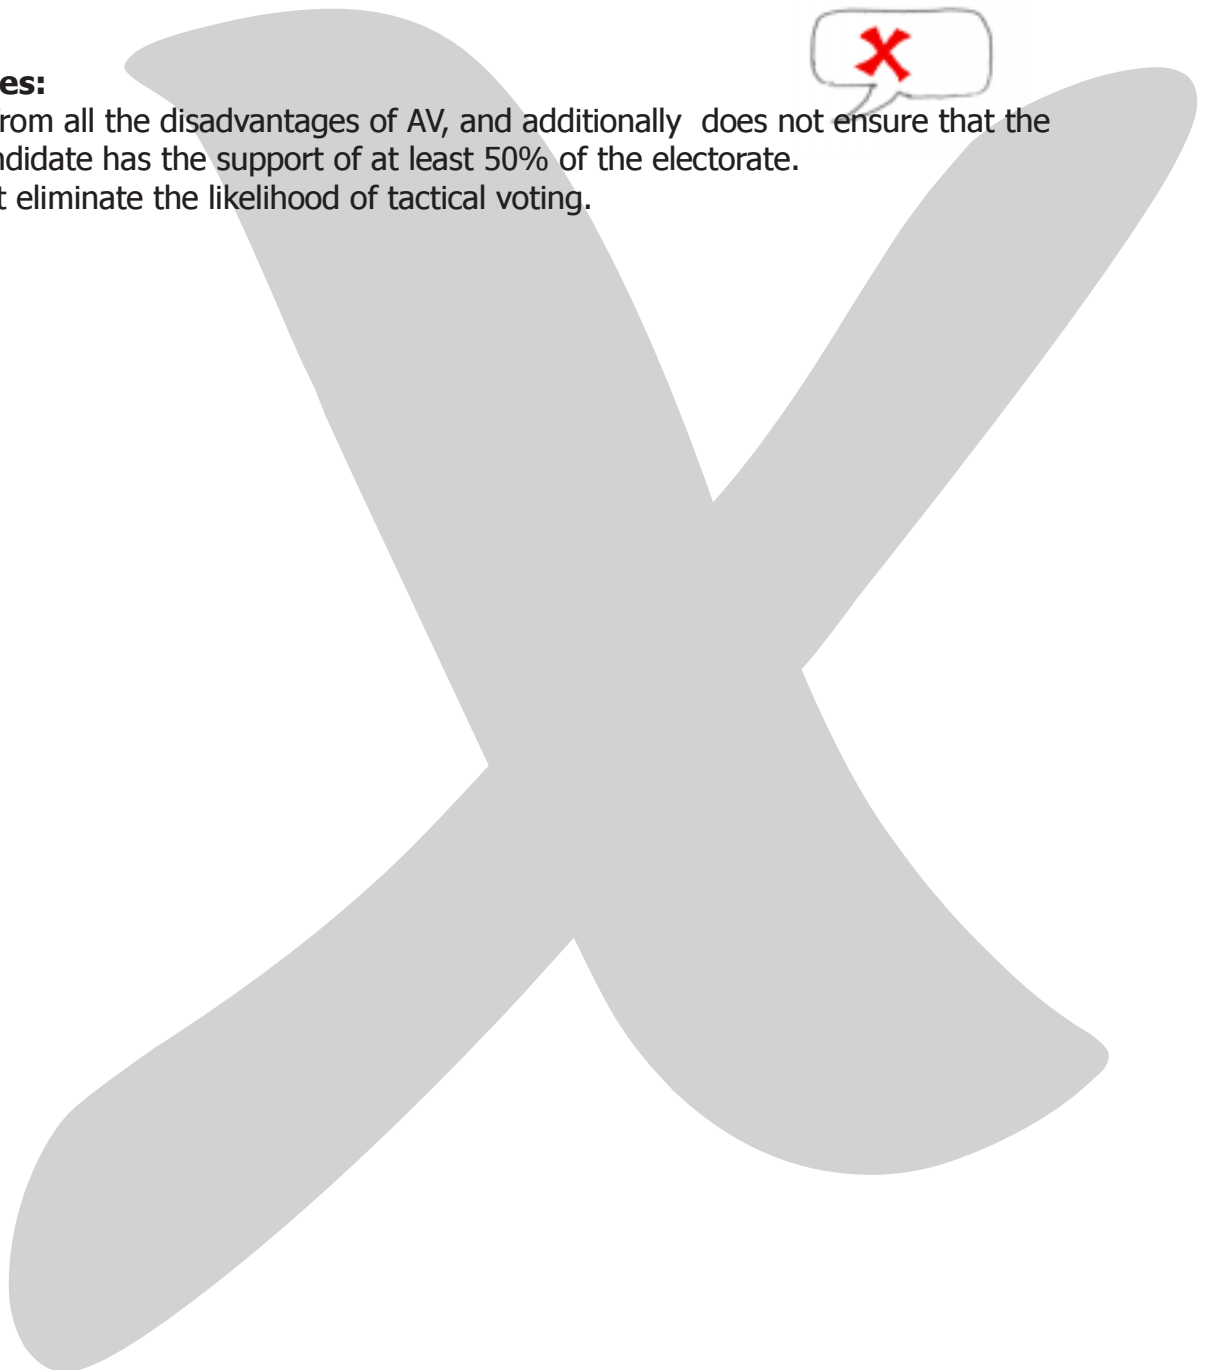 es:
from all the disadvantages of AV, and additionally does not ensure that the
ndidate has the support of at least 50% of the electorate.
t eliminate the likelihood of tactical voting.